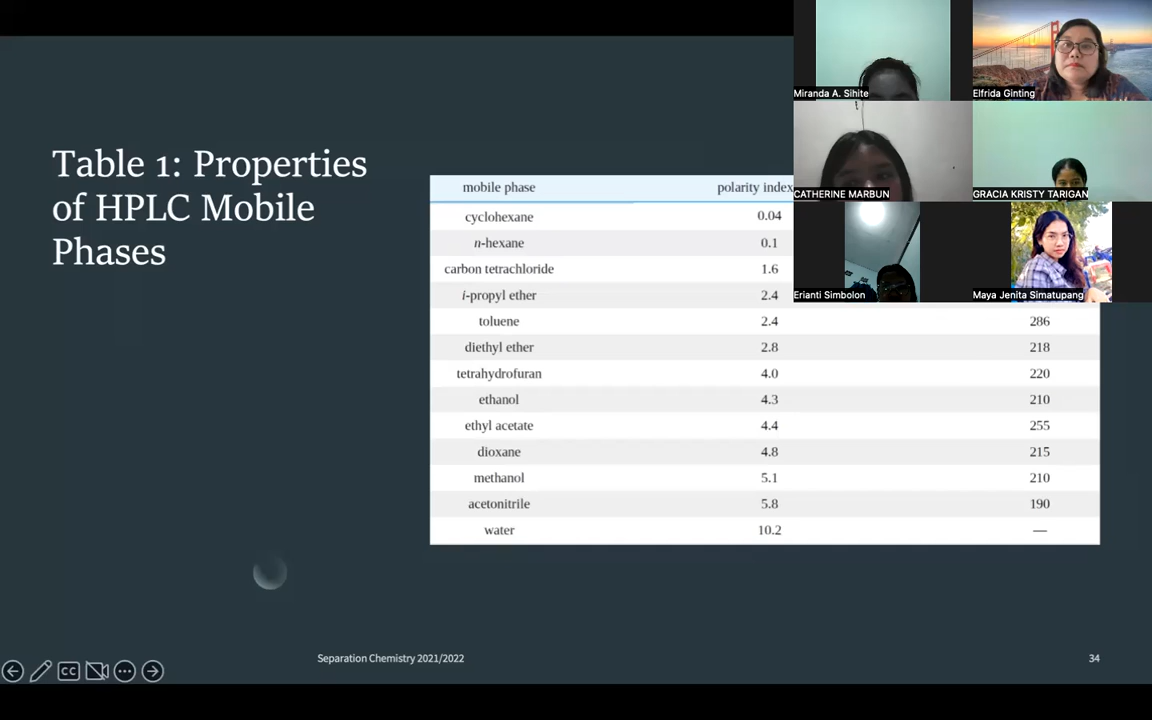 Table 1: Properties
of HPLC Mobile
Phases
mobile phase polarity index
cyclohexane 0.04
n-hexane 0.1
carbon tetrachloride 1.6
i-propyl ether 2.4
toluene 2.4 286
diethyl ether 2.8 218
tetrahydrofuran 4.0 220
ethanol 4.3 210
ethyl acetate 4.4 255
dioxane 4.8 215
methanol 5.1 210
acetonitrile 5.8 190
water 10.2 —
Miranda A. Sihite
Elfrida Ginting
CATHERINE MARBUN
GRACIA KRISTY TARIGAN
Erianti Simbolon
Maya Jenita Simatupang
CC
Separation Chemistry 2021/2022
34